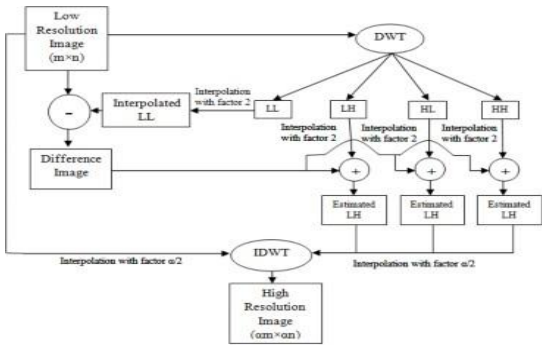 Low
Resolution
Image
(m×n)
DWT
Interpolation
with factor 2
LL
LH
HL
HH
Interpolated
LL
-
Interpolation
with factor 2
Interpolation
with factor 2
Interpolation
with factor 2
Difference
Image
+
+
+
Estimated
LH
Estimated
LH
Estimated
LH
IDWT
Interpolation with factor α/2
Interpolation with factor α/2
High
Resolution
Image
(αm×αn)